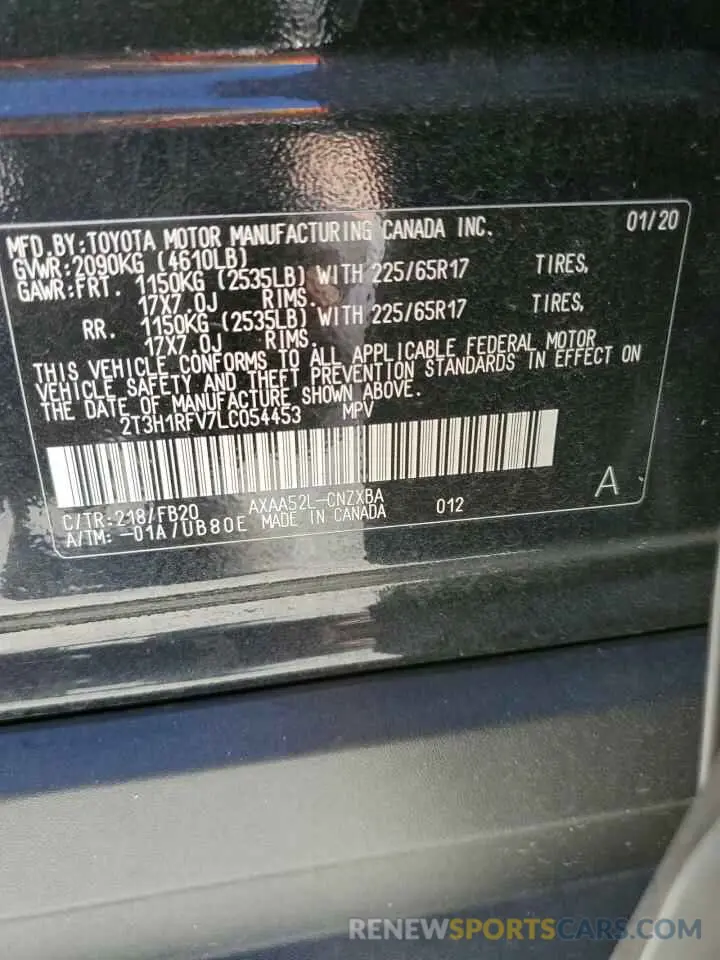 MFD.BY:TOYOTA MOTOR MANUFACTURING CANADA INC. 01/20
GVWR:2090KG (4610LB)
GAWR:FRT. 1150KG (2535LB) WITH 225/65R17 TIRES,
17X7.0J RIMS.
RR. 1150KG (2535LB) WITH 225/65R17 TIRES,
17X7.0J RIMS.
THIS VEHICLE CONFORMS TO ALL APPLICABLE FEDERAL MOTOR
VEHICLE SAFETY AND THEFT PREVENTION STANDARDS IN EFFECT ON
THE DATE OF MANUFACTURE SHOWN ABOVE.
2T3H1RFV7LC054453 MPV
C/TR:218/FB20 AXAA52L-CNZXBA 012 A
A/TM:-01A/UB80E MADE IN CANADA
RENEWSPORTSCARS.COM